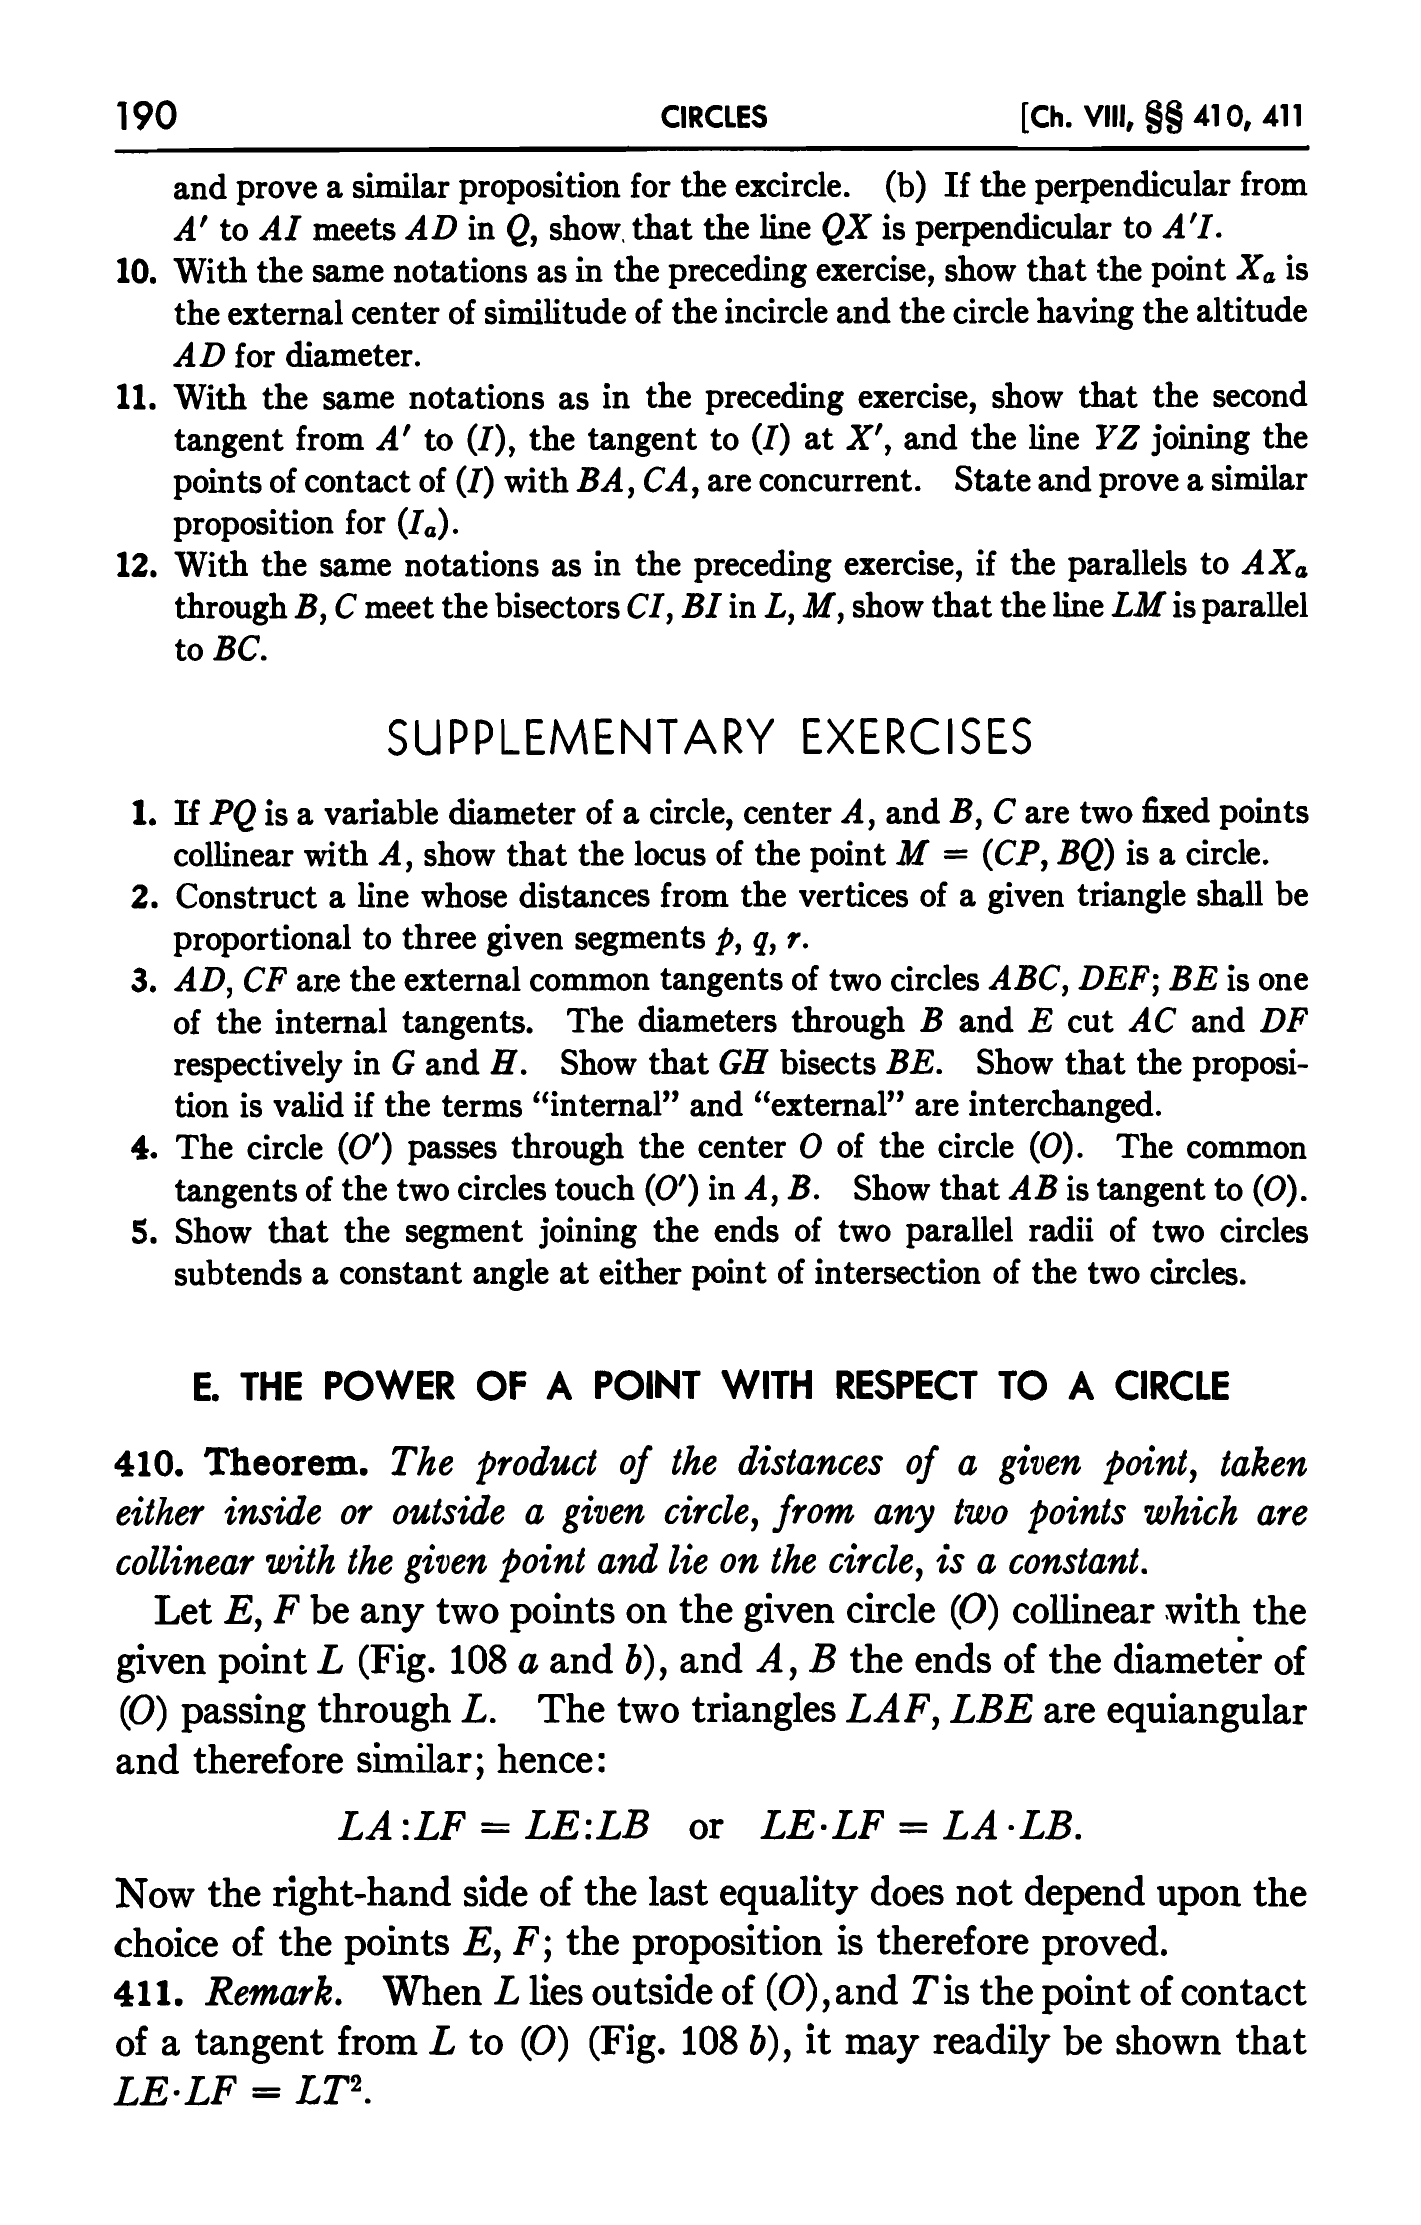 190 CIRCLES [Ch. VIII, §§ 410, 411
and prove a similar proposition for the excircle. (b) If the perpendicular from
A′ to AI meets AD in Q, show that the line QX is perpendicular to A′I.
10. With the same notations as in the preceding exercise, show that the point Xₐ is
the external center of similitude of the incircle and the circle having the altitude
AD for diameter.
11. With the same notations as in the preceding exercise, show that the second
tangent from A′ to (I), the tangent to (I) at X′, and the line YZ joining the
points of contact of (I) with BA, CA, are concurrent. State and prove a similar
proposition for (Iₐ).
12. With the same notations as in the preceding exercise, if the parallels to AXₐ
through B, C meet the bisectors CI, BI in L, M, show that the line LM is parallel
to BC.
SUPPLEMENTARY EXERCISES
1. If PQ is a variable diameter of a circle, center A, and B, C are two fixed points
collinear with A, show that the locus of the point M = (CP, BQ) is a circle.
2. Construct a line whose distances from the vertices of a given triangle shall be
proportional to three given segments p, q, r.
3. AD, CF are the external common tangents of two circles ABC, DEF; BE is one
of the internal tangents. The diameters through B and E cut AC and DF
respectively in G and H. Show that GH bisects BE. Show that the proposi-
tion is valid if the terms “internal” and “external” are interchanged.
4. The circle (O′) passes through the center O of the circle (O). The common
tangents of the two circles touch (O′) in A, B. Show that AB is tangent to (O).
5. Show that the segment joining the ends of two parallel radii of two circles
subtends a constant angle at either point of intersection of the two circles.
E. THE POWER OF A POINT WITH RESPECT TO A CIRCLE
410. Theorem. The product of the distances of a given point, taken
either inside or outside a given circle, from any two points which are
collinear with the given point and lie on the circle, is a constant.
Let E, F be any two points on the given circle (O) collinear with the
given point L (Fig. 108 a and b), and A, B the ends of the diameter of
(O) passing through L. The two triangles LAF, LBE are equiangular
and therefore similar; hence:
LA:LF = LE:LB or LE·LF = LA·LB.
Now the right-hand side of the last equality does not depend upon the
choice of the points E, F; the proposition is therefore proved.
411. Remark. When L lies outside of (O), and T is the point of contact
of a tangent from L to (O) (Fig. 108 b), it may readily be shown that
LE·LF = LT².